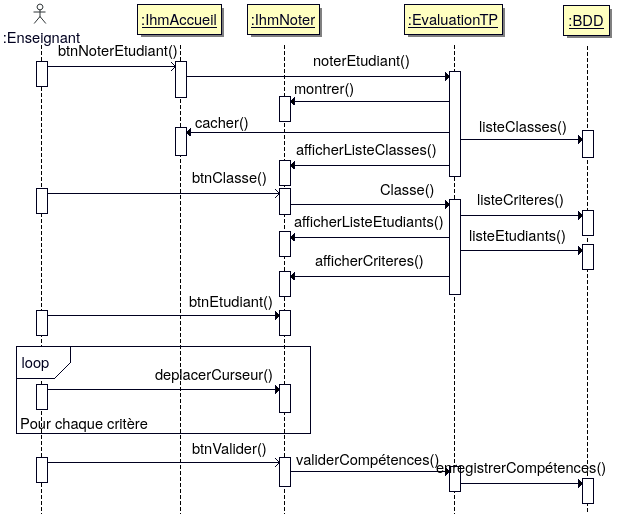 :IhmAccueil
:IhmNoter
:EvaluationTP
:BDD
:Enseignant
btnNoterEtudiant()
noterEtudiant()
montrer()
cacher()
listeClasses()
afficherListeClasses()
btnClasse()
Classe()
listeCriteres()
afficherListeEtudiants()
listeEtudiants()
afficherCriteres()
btnEtudiant()
loop
deplacerCurseur()
Pour chaque critère
btnValider()
validerCompétences()
enregistrerCompétences()